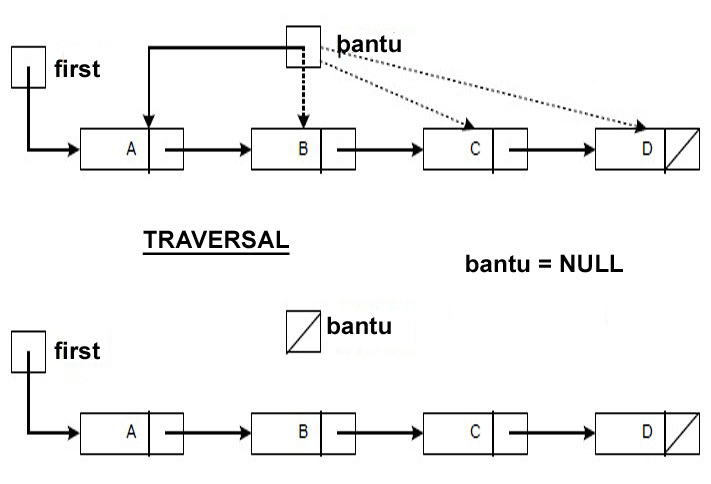 bantu
first
A B C D
TRAVERSAL
bantu = NULL
bantu
first
A B C D